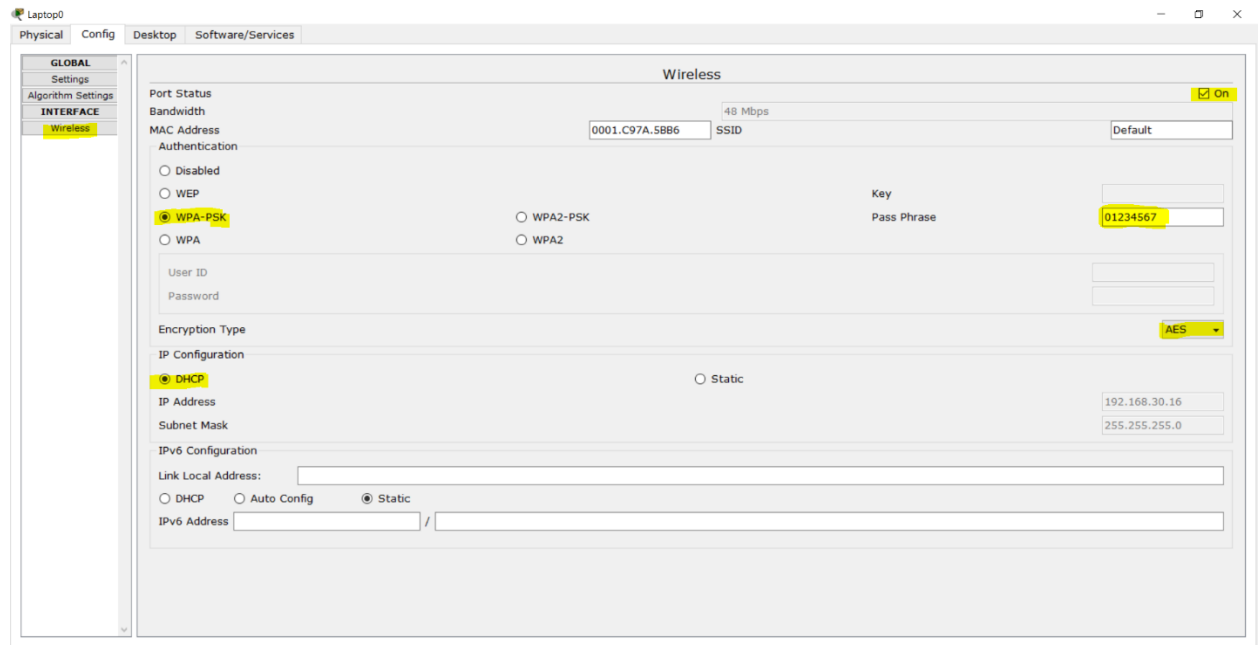 Laptop0
Physical Config Desktop Software/Services
GLOBAL
Settings
Algorithm Settings
INTERFACE
Wireless
Wireless
Port Status On
Bandwidth 48 Mbps
MAC Address 0001.C97A.5BB6 SSID Default
Authentication
Disabled
WEP Key
WPA-PSK WPA2-PSK Pass Phrase 01234567
WPA WPA2
User ID
Password
Encryption Type AES
IP Configuration
DHCP Static
IP Address 192.168.30.16
Subnet Mask 255.255.255.0
IPv6 Configuration
Link Local Address:
DHCP Auto Config Static
IPv6 Address /